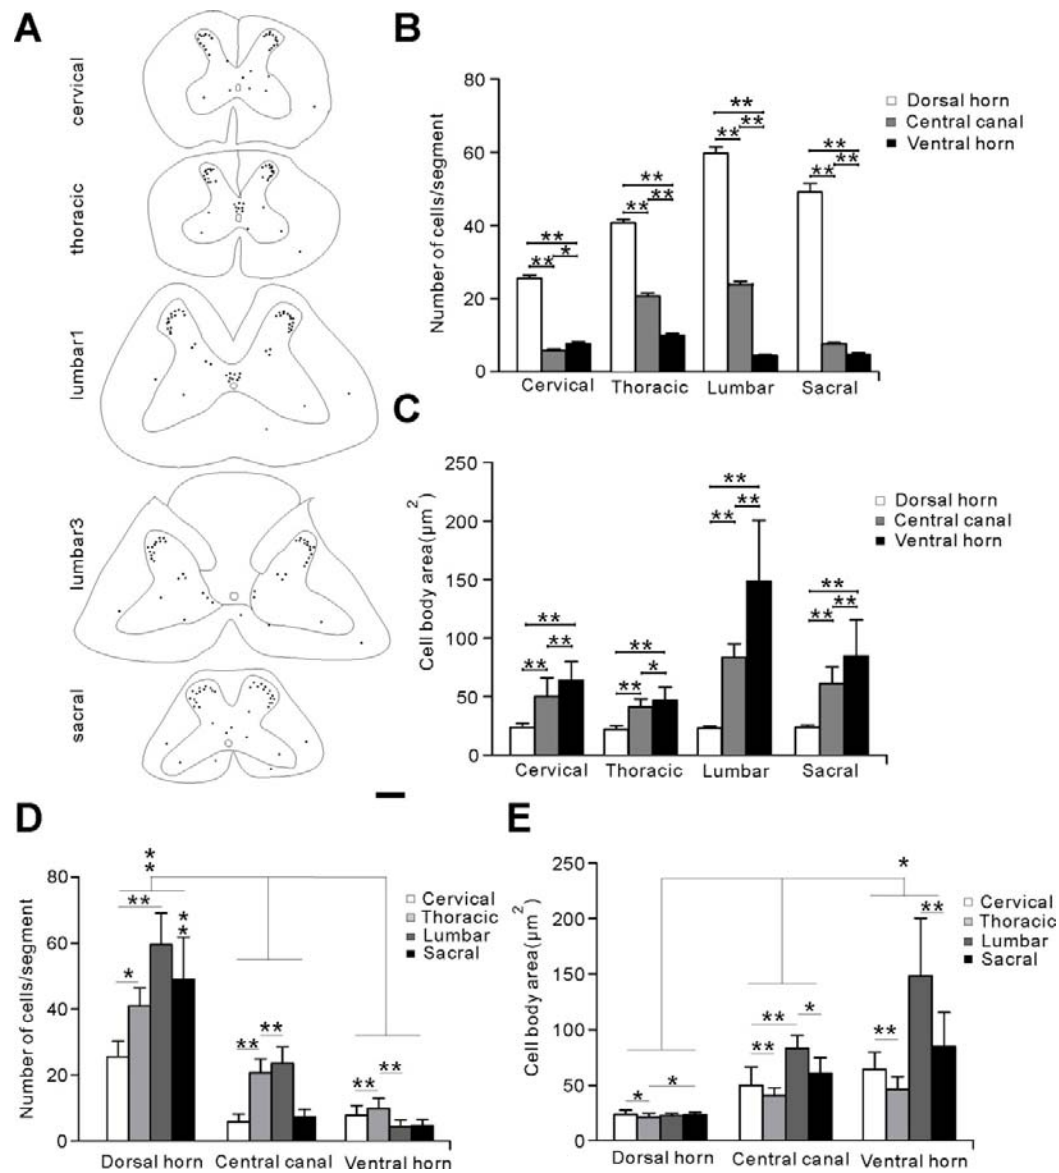 A
cervical
thoracic
lumbar1
lumbar3
sacral
B
Number of cells/segment
80
60
40
20
0
** ** *
** ** **
** ** **
** ** **
Cervical Thoracic Lumbar Sacral
Dorsal horn
Central canal
Ventral horn
C
Cell body area(µm²)
250
200
150
100
50
0
** ** **
** ** *
** ** **
** ** **
Cervical Thoracic Lumbar Sacral
Dorsal horn
Central canal
Ventral horn
D
Number of cells/segment
80
60
40
20
0
**
**
*
**
** **
** **
Dorsal horn Central canal Ventral horn
Cervical
Thoracic
Lumbar
Sacral
E
Cell body area(µm²)
250
200
150
100
50
0
*
* *
** ** *
** **
Dorsal horn Central canal Ventral horn
Cervical
Thoracic
Lumbar
Sacral